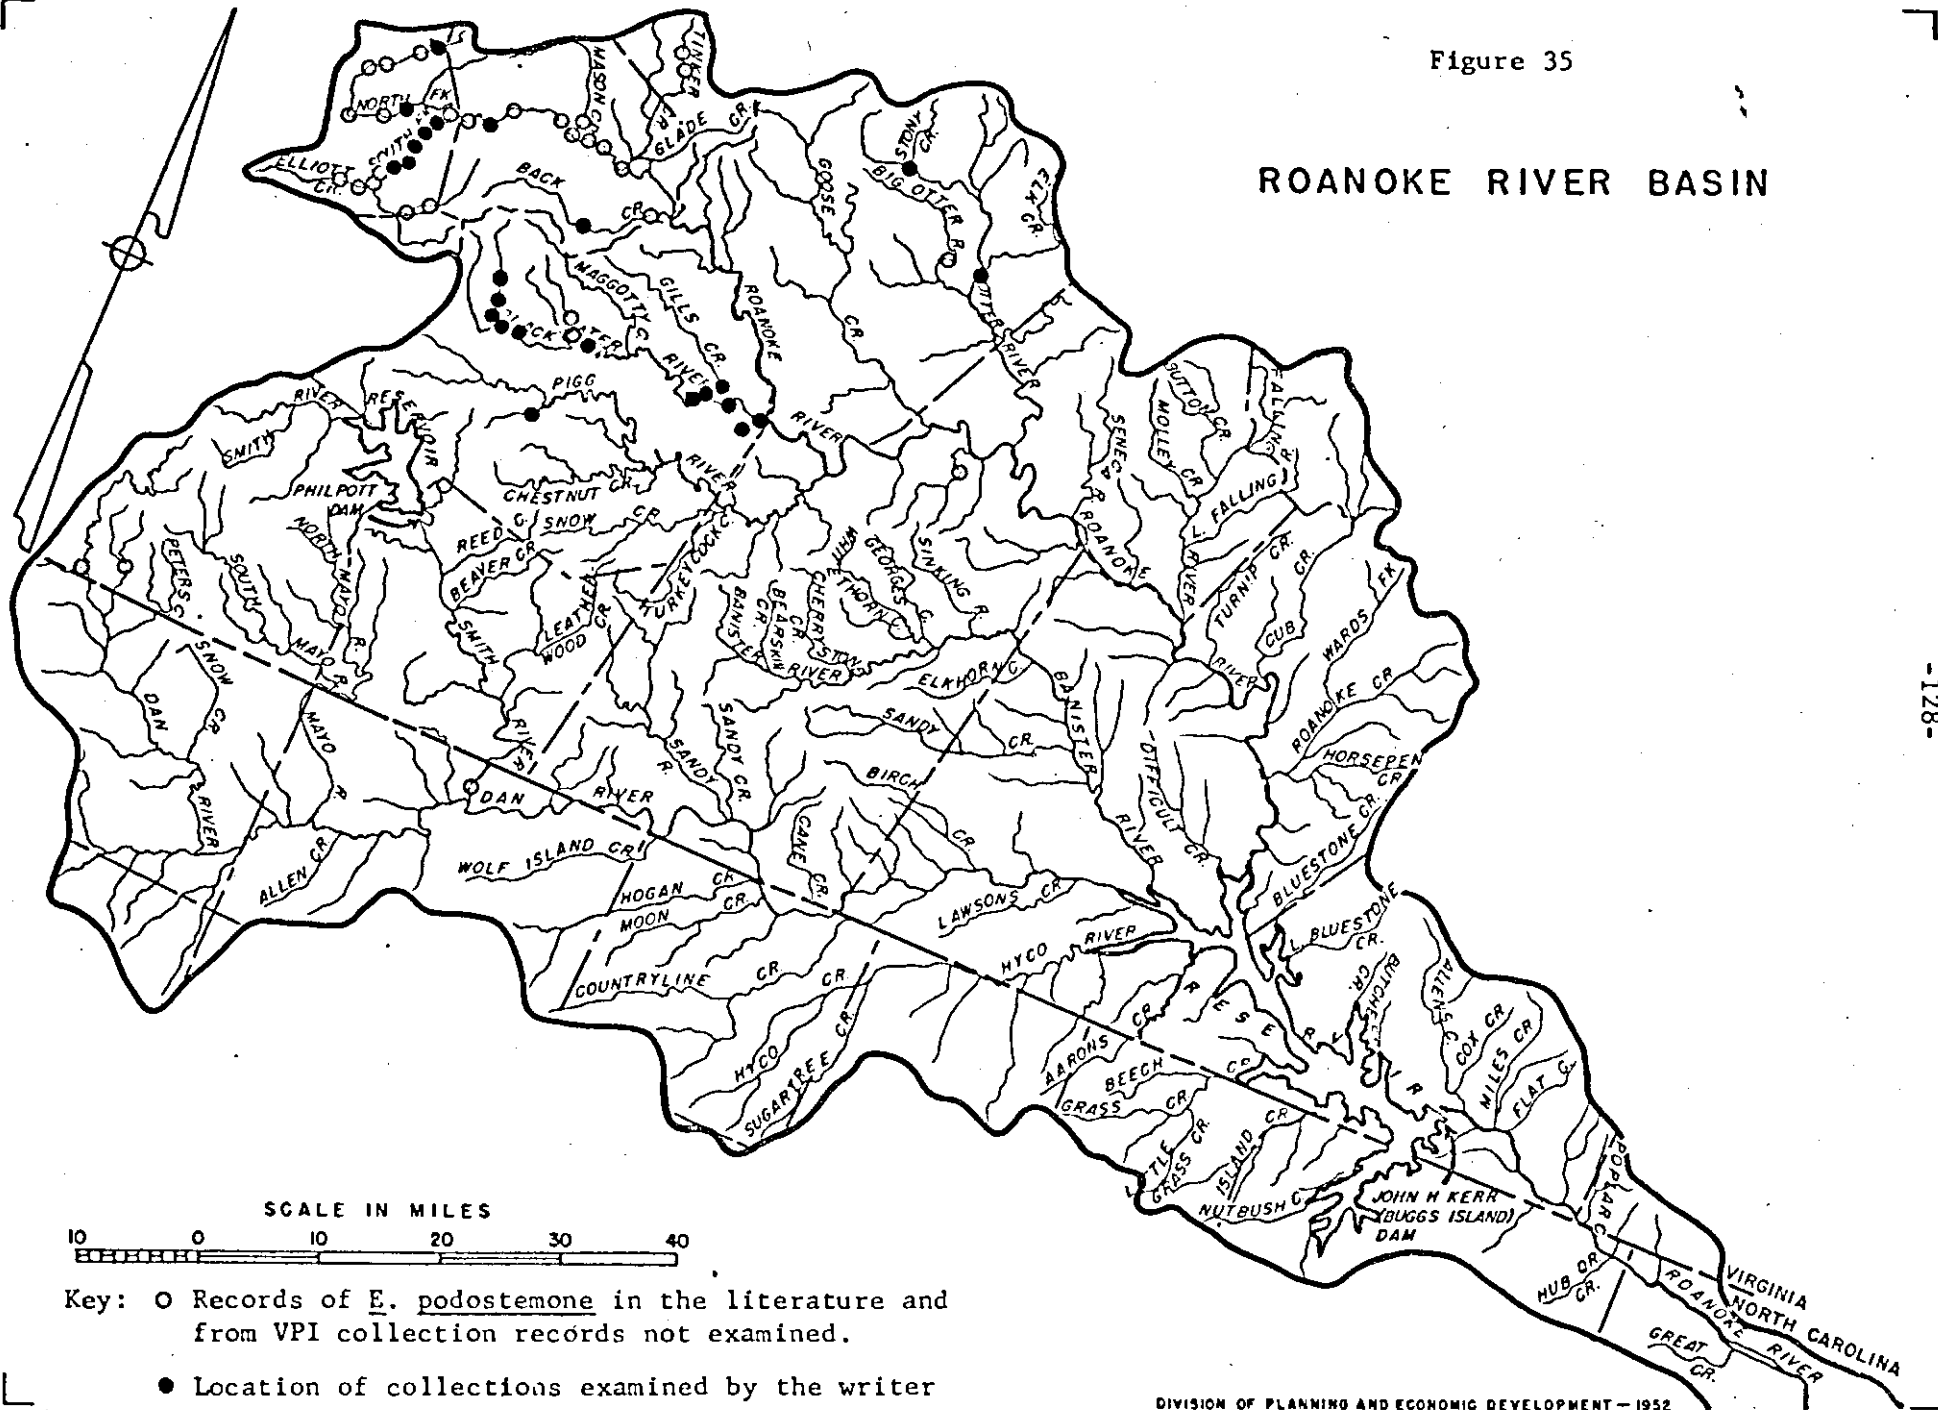 Figure 35
ROANOKE RIVER BASIN
-128-
TINKER
CR.
MASON CR.
NORTH FK
GLADE CR.
STONY
CR.
ELLIOTT
CR.
BACK
CR.
GOOSE
CR.
BIG OTTER R.
ELK
CR.
MAGGOTTY C.
GILLS
CR.
ROANOKE
OTTER RIVER
RIVER
PIGG
RIVER
RIVER
SMITH
RIVER
RESERVOIR
PHILPOTT
DAM
CHESTNUT CR.
SNOW CR.
REED C.
BEAVER CR.
TURKEYCOCK C.
SENECA R.
MOLLEY CR.
BUTTON CR.
FALLING R.
L. FALLING
ROANOKE
RIVER
TURNIP CR.
CUB CR.
WARDS FK
PETERS C.
SOUTH
MAYO R.
NORTH
MAYO R.
SMITH
RIVER
LEATHER
WOOD CR.
BANISTER
RIVER
BEARSKIN
CR.
CHERRYSTONE
CR.
WHITETHORN C.
GEORGES C.
SINKING R.
ELKHORN C.
RIVER
ROANOKE CR
HORSEPEN
CR
SNOW
CR.
DAN
RIVER
MAYO
R.
DAN RIVER
SANDY
R.
SANDY CR.
SANDY CR.
BANISTER
RIVER
DIFFICULT CR.
BIRCH
CR.
CANE CR.
BLUESTONE CR.
L. BLUESTONE
CR.
ALLEN CR
WOLF ISLAND CR.
HOGAN CR
MOON CR.
LAWSONS CR
HYCO RIVER
COUNTRYLINE CR.
HYCO CR.
SUGARTREE CR.
RESERVOIR
BUTCHER
CR.
ALLENS C.
COX CR
MILES CR
FLAT C.
AARONS CR
BEECH CR
GRASS CR.
LITTLE
GRASS CR.
ISLAND CR
NUTBUSH C.
JOHN H KERR
(BUGGS ISLAND)
DAM
POPLAR C
HUB OR
CR.
ROANOKE RIVER
GREAT
CR.
VIRGINIA
NORTH CAROLINA
SCALE IN MILES
10 0 10 20 30 40
Key: O Records of E. podostemone in the literature and
from VPI collection records not examined.
● Location of collections examined by the writer
DIVISION OF PLANNING AND ECONOMIC DEVELOPMENT — 1952